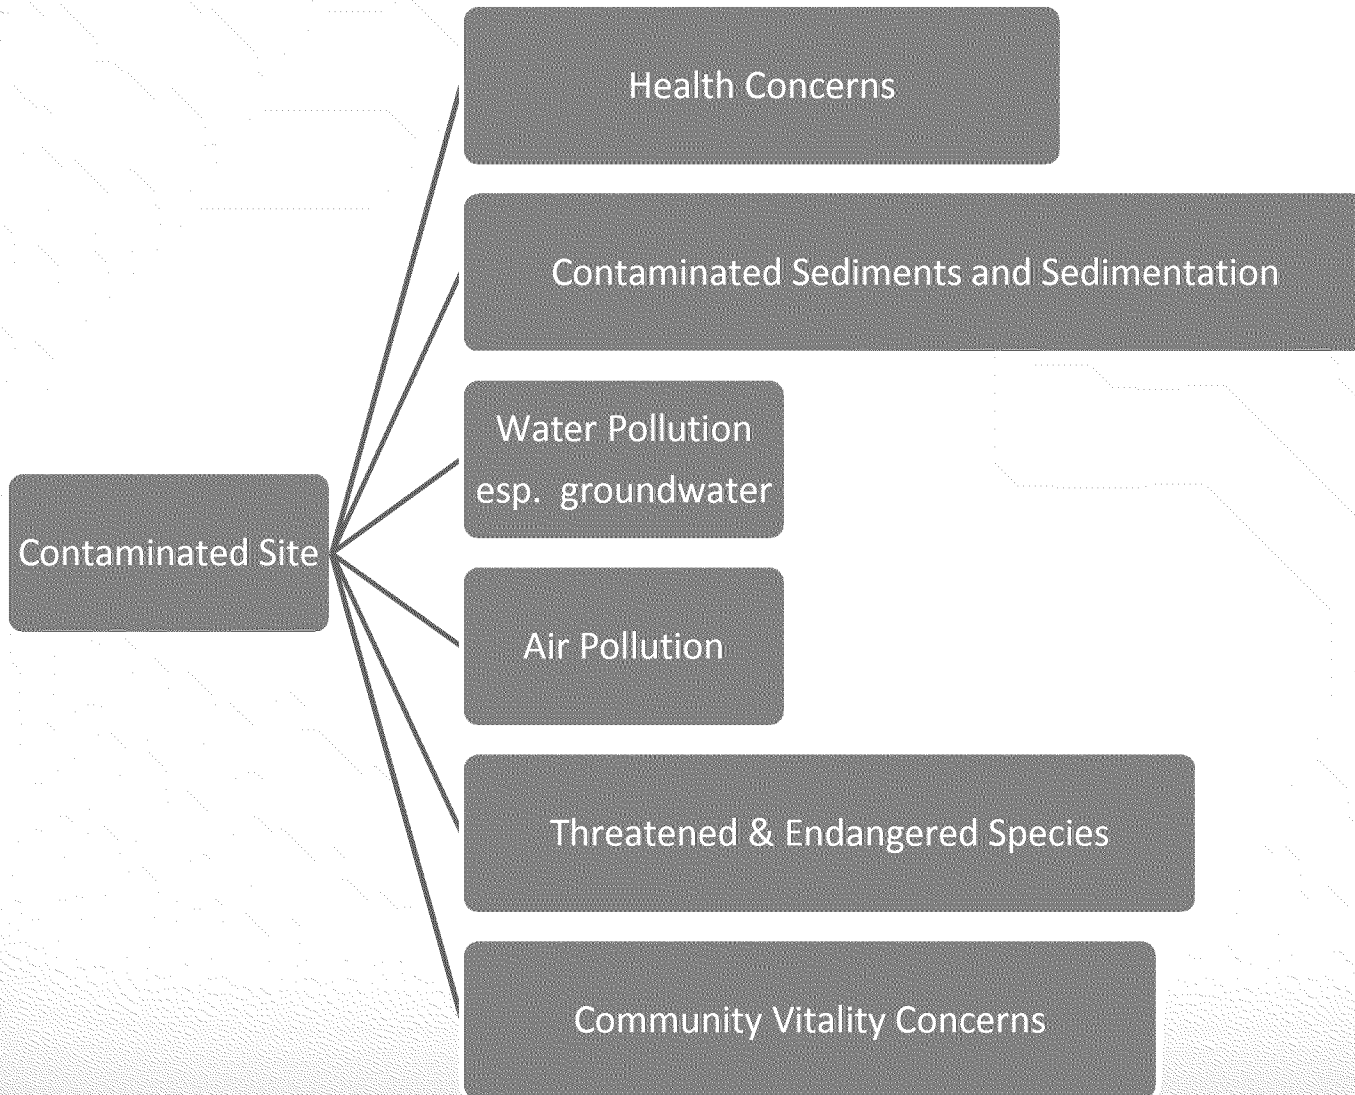 Health Concerns
Contaminated Sediments and Sedimentation
Water Pollution
esp. groundwater
Contaminated Site
Air Pollution
Threatened & Endangered Species
Community Vitality Concerns